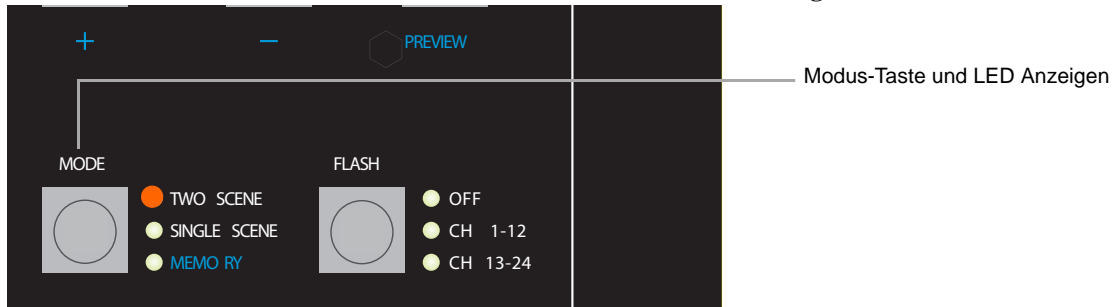 + − PREVIEW
Modus-Taste und LED Anzeigen
MODE FLASH
TWO SCENE OFF
SINGLE SCENE CH 1-12
MEMO RY CH 13-24